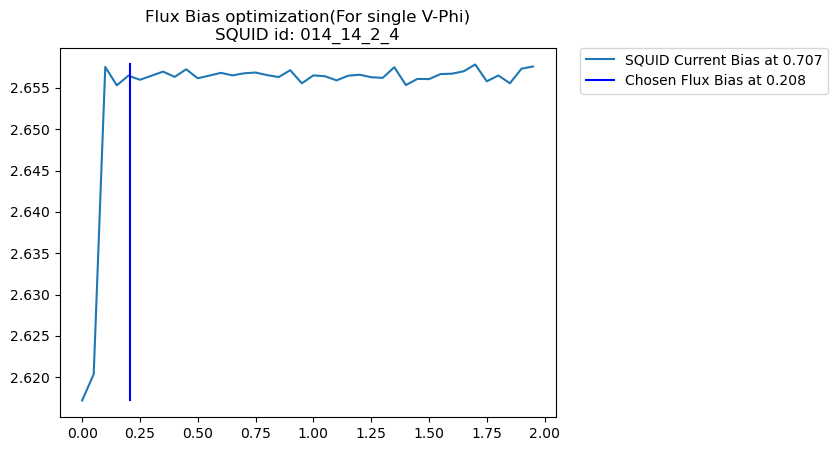 Flux Bias optimization(For single V-Phi)
SQUID id: 014_14_2_4
SQUID Current Bias at 0.707
Chosen Flux Bias at 0.208
2.655
2.650
2.645
2.640
2.635
2.630
2.625
2.620
0.00 0.25 0.50 0.75 1.00 1.25 1.50 1.75 2.00